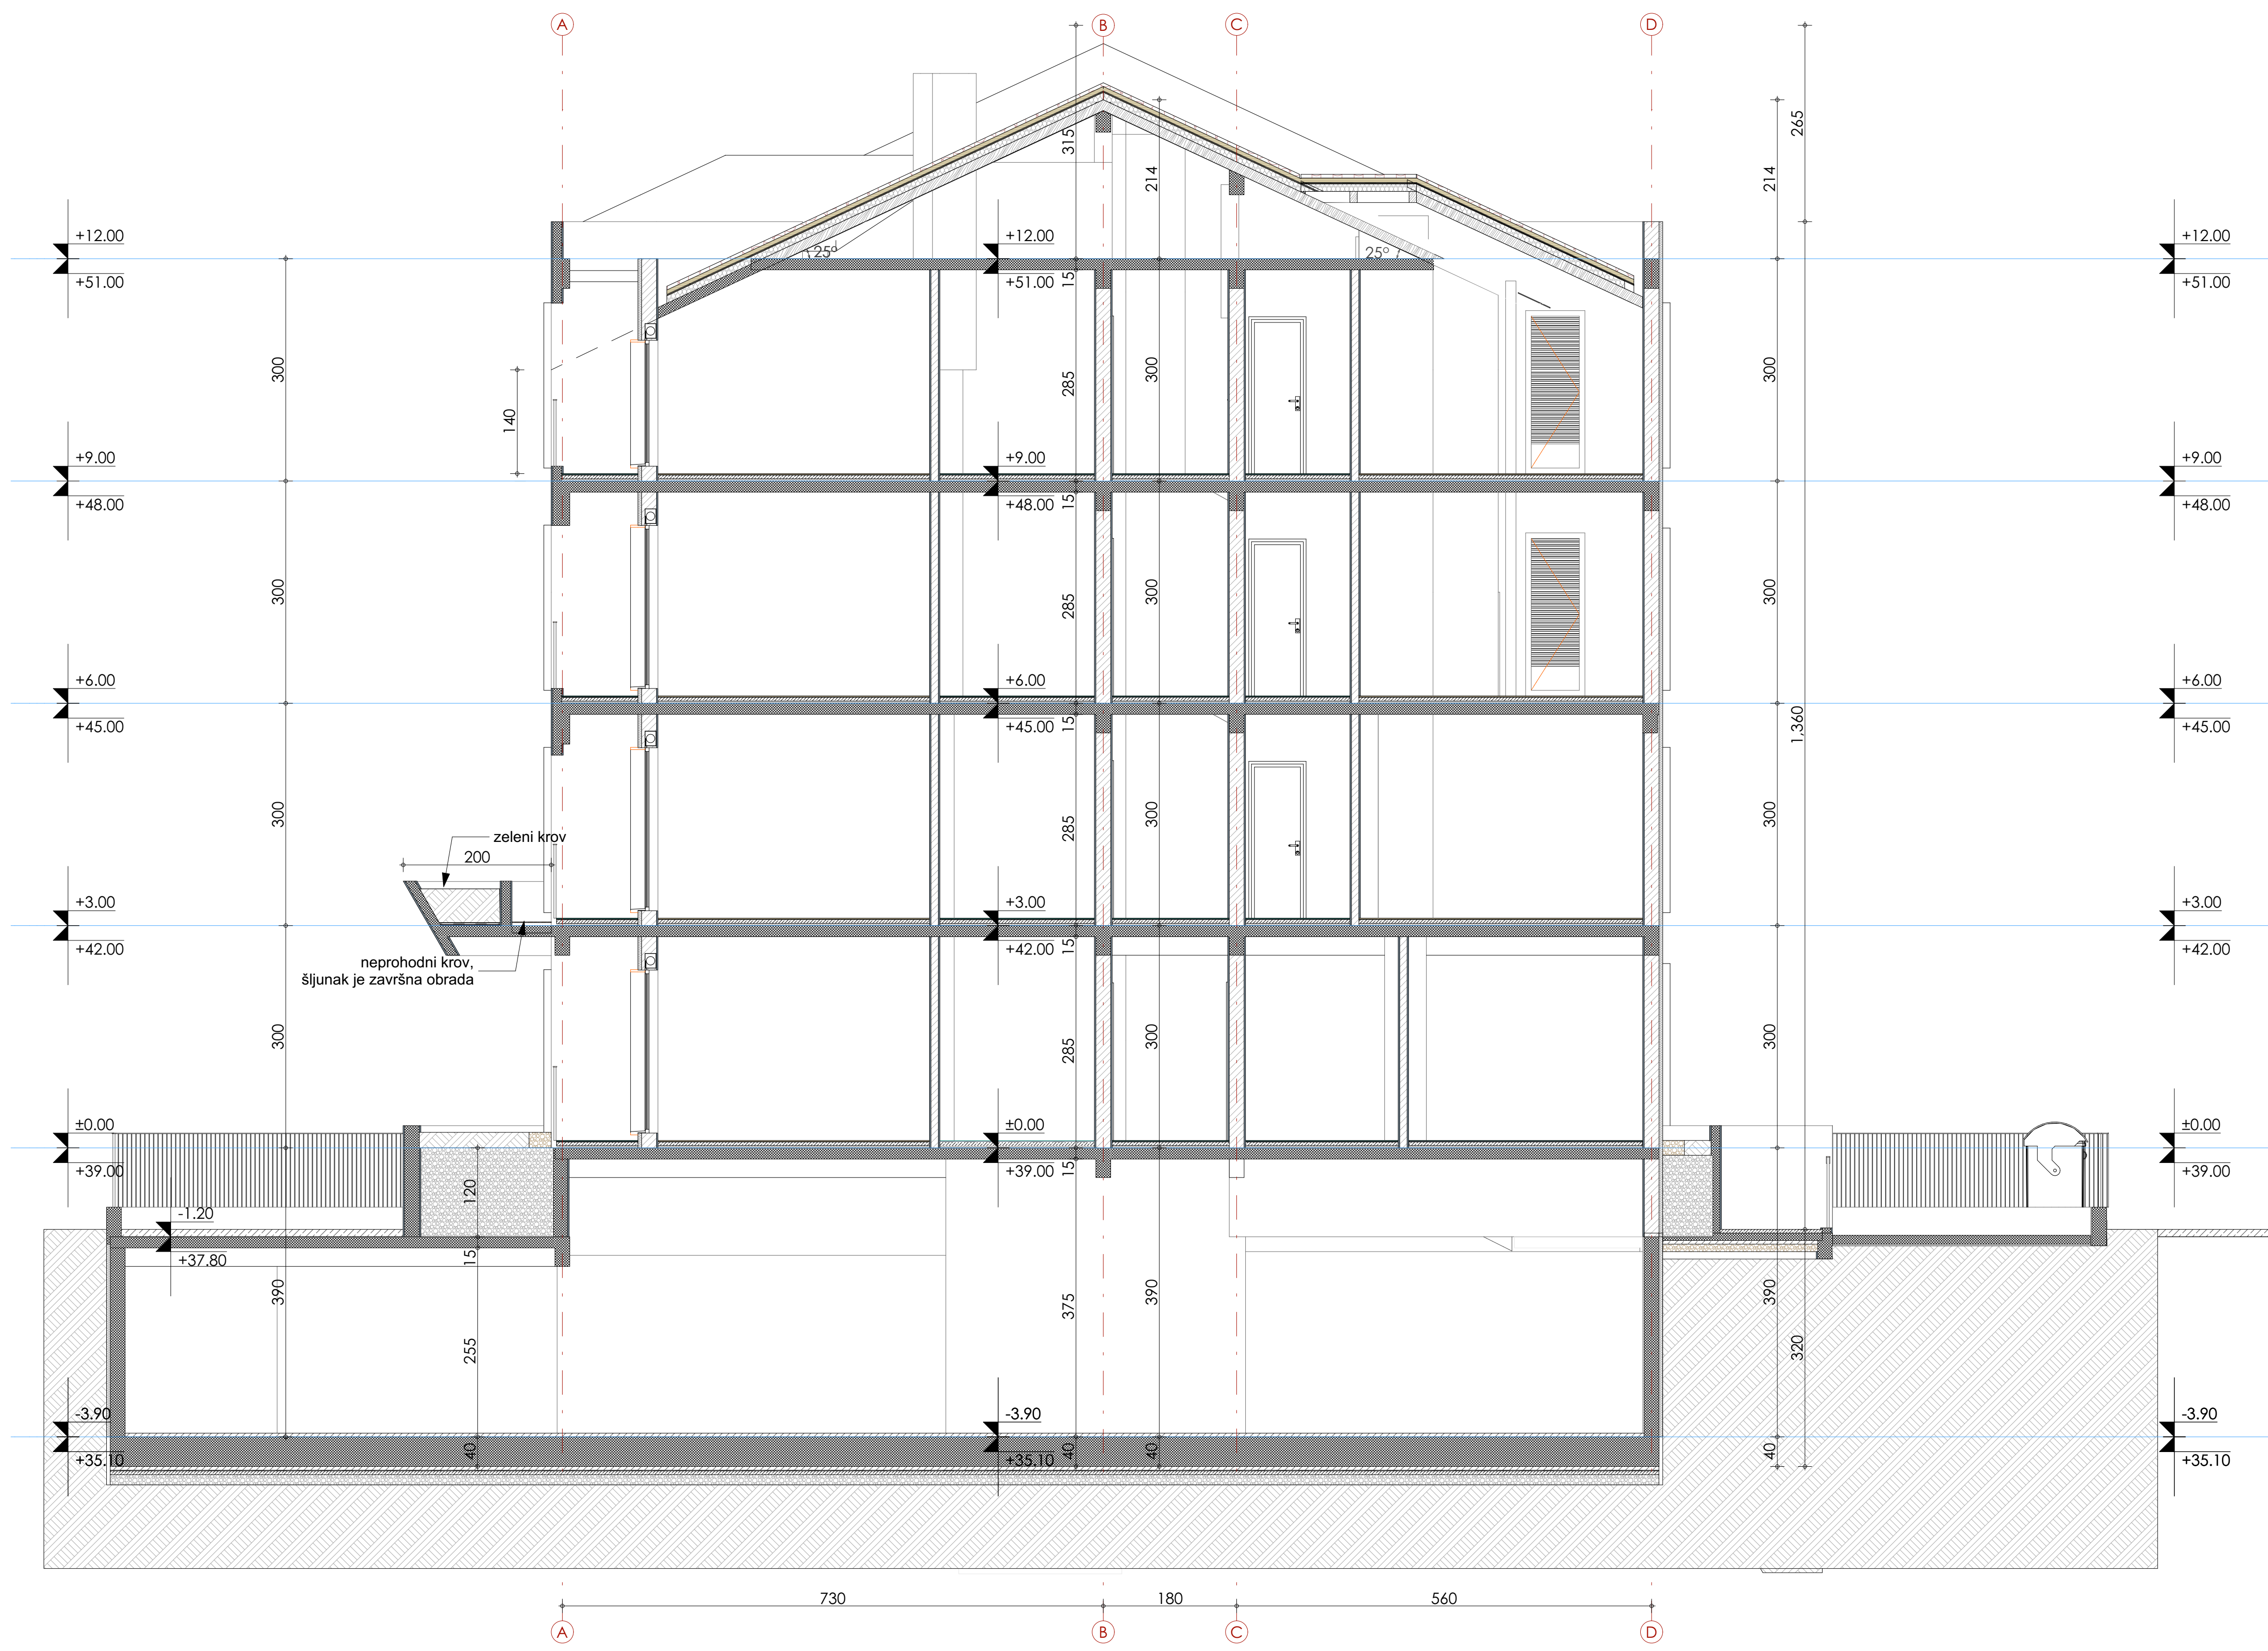 A B C D
265
315
214 214
+12.00 +12.00 +12.00
25° 25°
+51.00 +51.00 15 +51.00
300 285 300 300
140
+9.00 +9.00 +9.00
+48.00 +48.00 15 +48.00
300 285 300 300
+6.00 +6.00 +6.00
+45.00 +45.00 15 1,360 +45.00
300 285 300 300
zeleni krov
200
+3.00 +3.00 +3.00
+42.00 +42.00 15 +42.00
neprohodni krov,
šljunak je završna obrada
300 285 300 300
±0.00 ±0.00 ±0.00
+39.00 +39.00 15 +39.00
120
-1.20
+37.80 15
390 375 390 390
255 320
-3.90 -3.90 -3.90
+35.10 40 +35.10 40 40 40 +35.10
730 180 560
A B C D